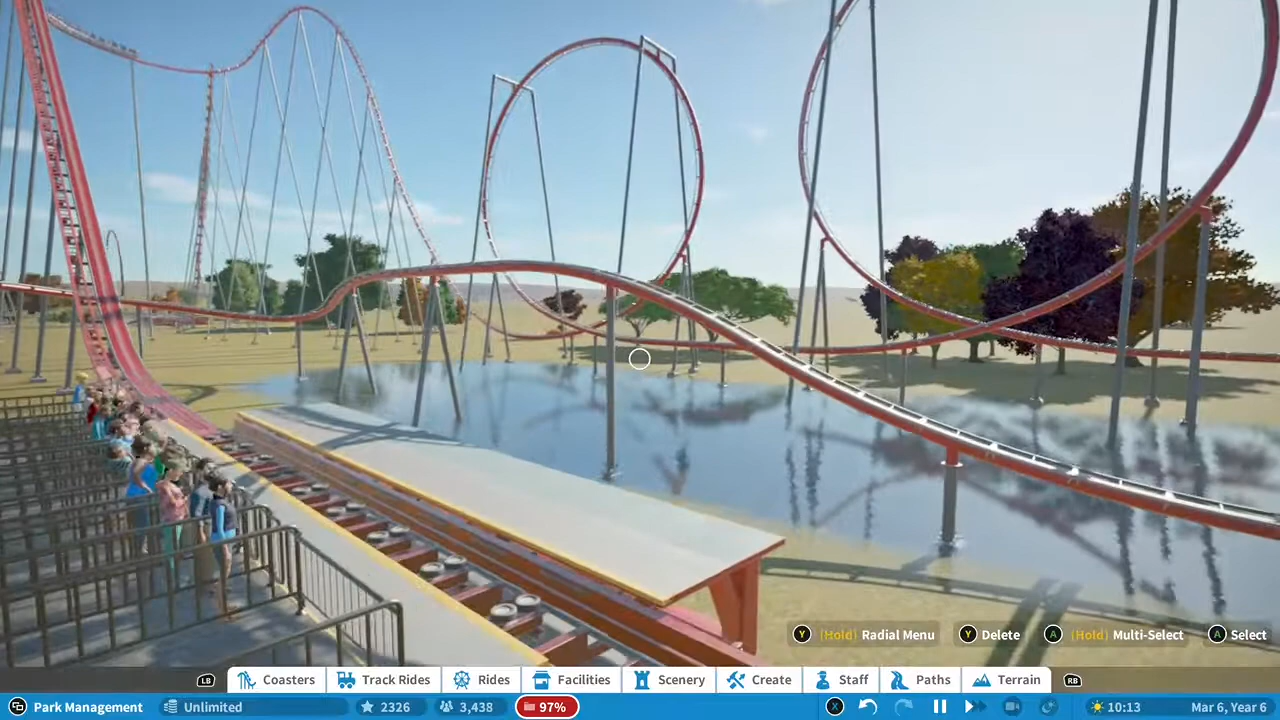 Y (Hold) Radial Menu Y Delete A (Hold) Multi-Select A Select
LB Coasters Track Rides Rides Facilities Scenery Create Staff Paths Terrain RB
Park Management Unlimited 2326 3,438 97% X 10:13 Mar 6, Year 6